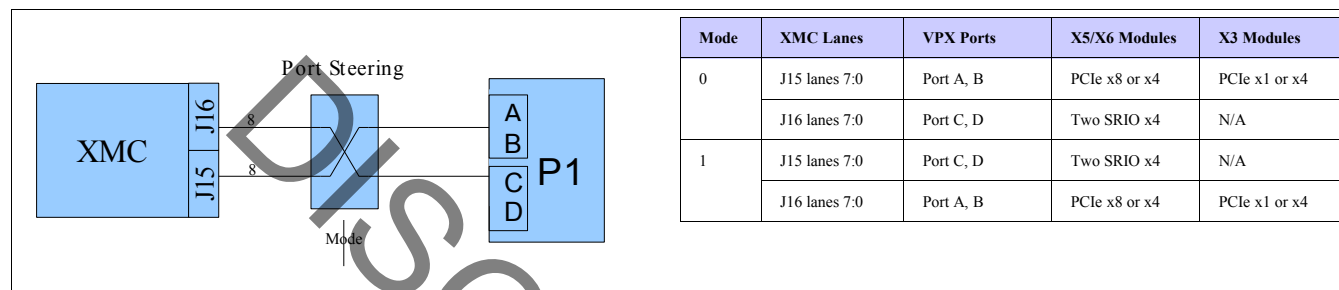 Port Steering
XMC
J16
J15
8
8
A
B
C
D
P1
Mode
Mode XMC Lanes VPX Ports X5/X6 Modules X3 Modules
0 J15 lanes 7:0 Port A, B PCIe x8 or x4 PCIe x1 or x4
J16 lanes 7:0 Port C, D Two SRIO x4 N/A
1 J15 lanes 7:0 Port C, D Two SRIO x4 N/A
J16 lanes 7:0 Port A, B PCIe x8 or x4 PCIe x1 or x4